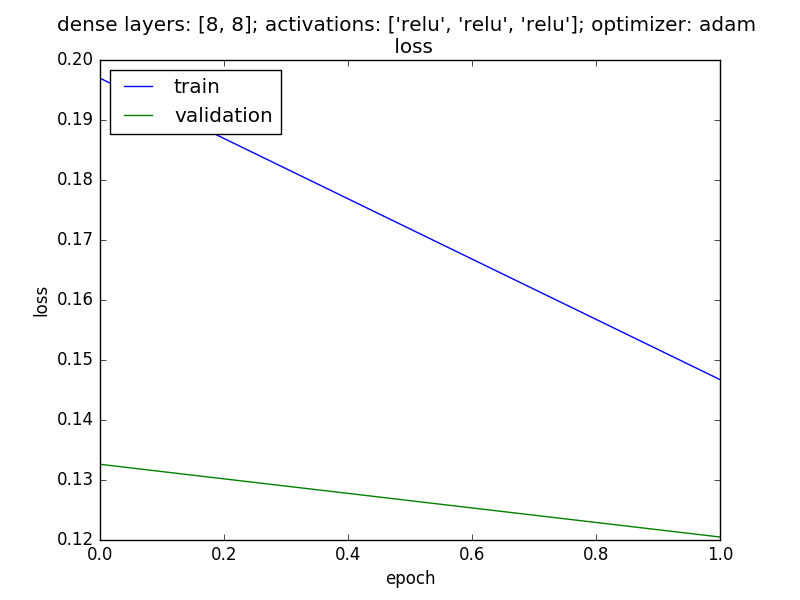 dense layers: [8, 8]; activations: ['relu', 'relu', 'relu']; optimizer: adam
loss
train
validation
0.20
0.19
0.18
0.17
0.16
0.15
0.14
0.13
0.12
loss
0.0 0.2 0.4 0.6 0.8 1.0
epoch